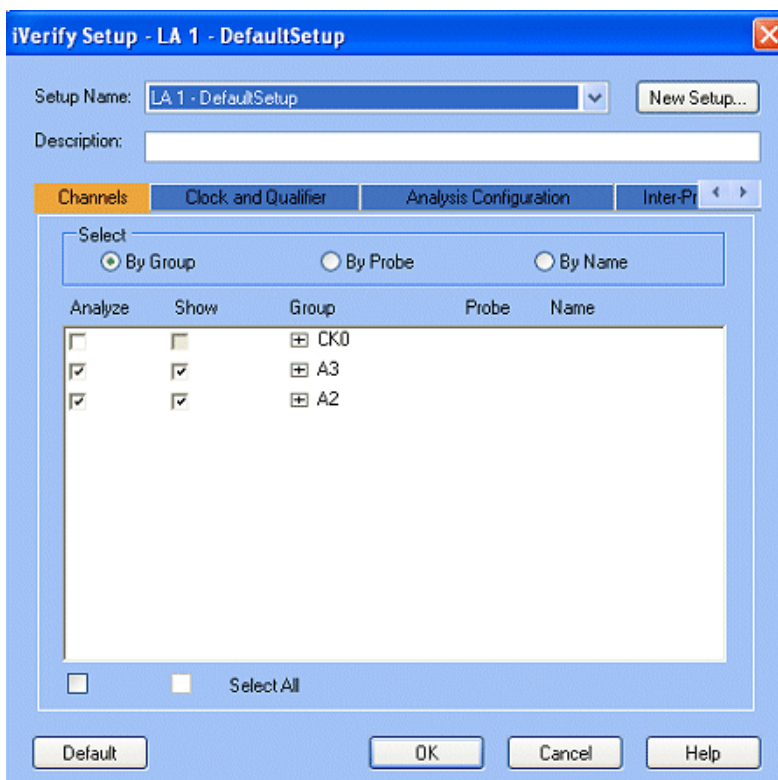 iVerify Setup - LA 1 - DefaultSetup
Setup Name: LA 1 - DefaultSetup New Setup...
Description:
Channels Clock and Qualifier Analysis Configuration Inter-Pr
Select
By Group By Probe By Name
Analyze Show Group Probe Name
CK0
A3
A2
Select All
Default OK Cancel Help